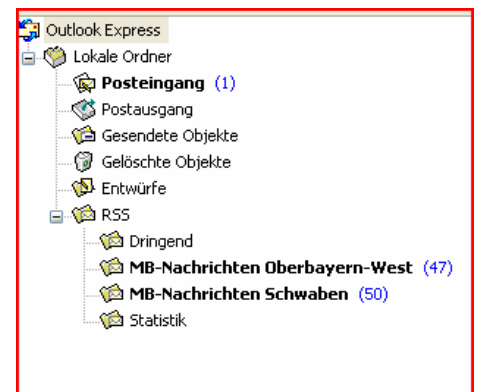 Outlook Express
Lokale Ordner
Posteingang (1)
Postausgang
Gesendete Objekte
Gelöschte Objekte
Entwürfe
RSS
Dringend
MB-Nachrichten Oberbayern-West (47)
MB-Nachrichten Schwaben (50)
Statistik